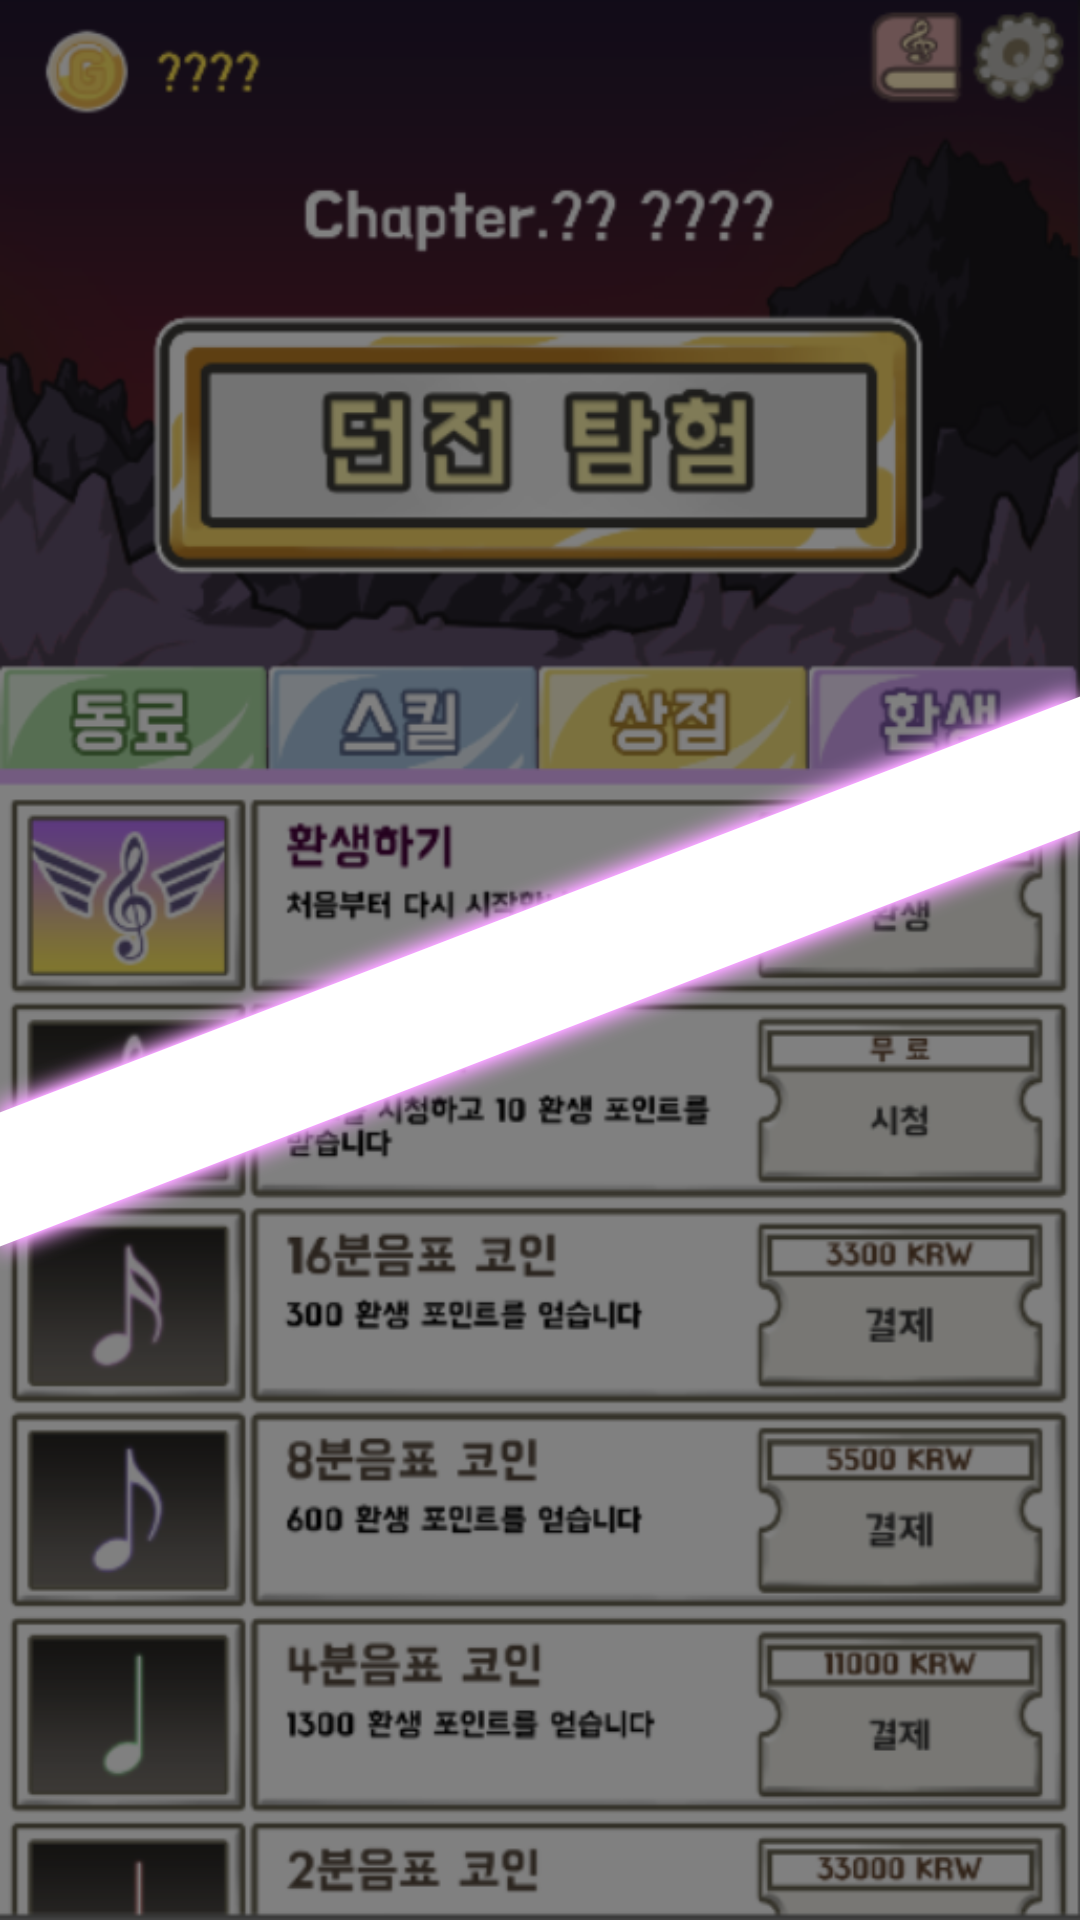 G ????
Chapter.?? ????
던전 탐험
동료 스킬 상점 환생
환생하기
처음부터 다시
환생
무료
시청하고 10 환생 포인트를
받습니다
시청
16분음표 코인
300 환생 포인트를 얻습니다
3300 KRW
결제
8분음표 코인
600 환생 포인트를 얻습니다
5500 KRW
결제
4분음표 코인
1300 환생 포인트를 얻습니다
11000 KRW
결제
2분음표 코인
33000 KRW